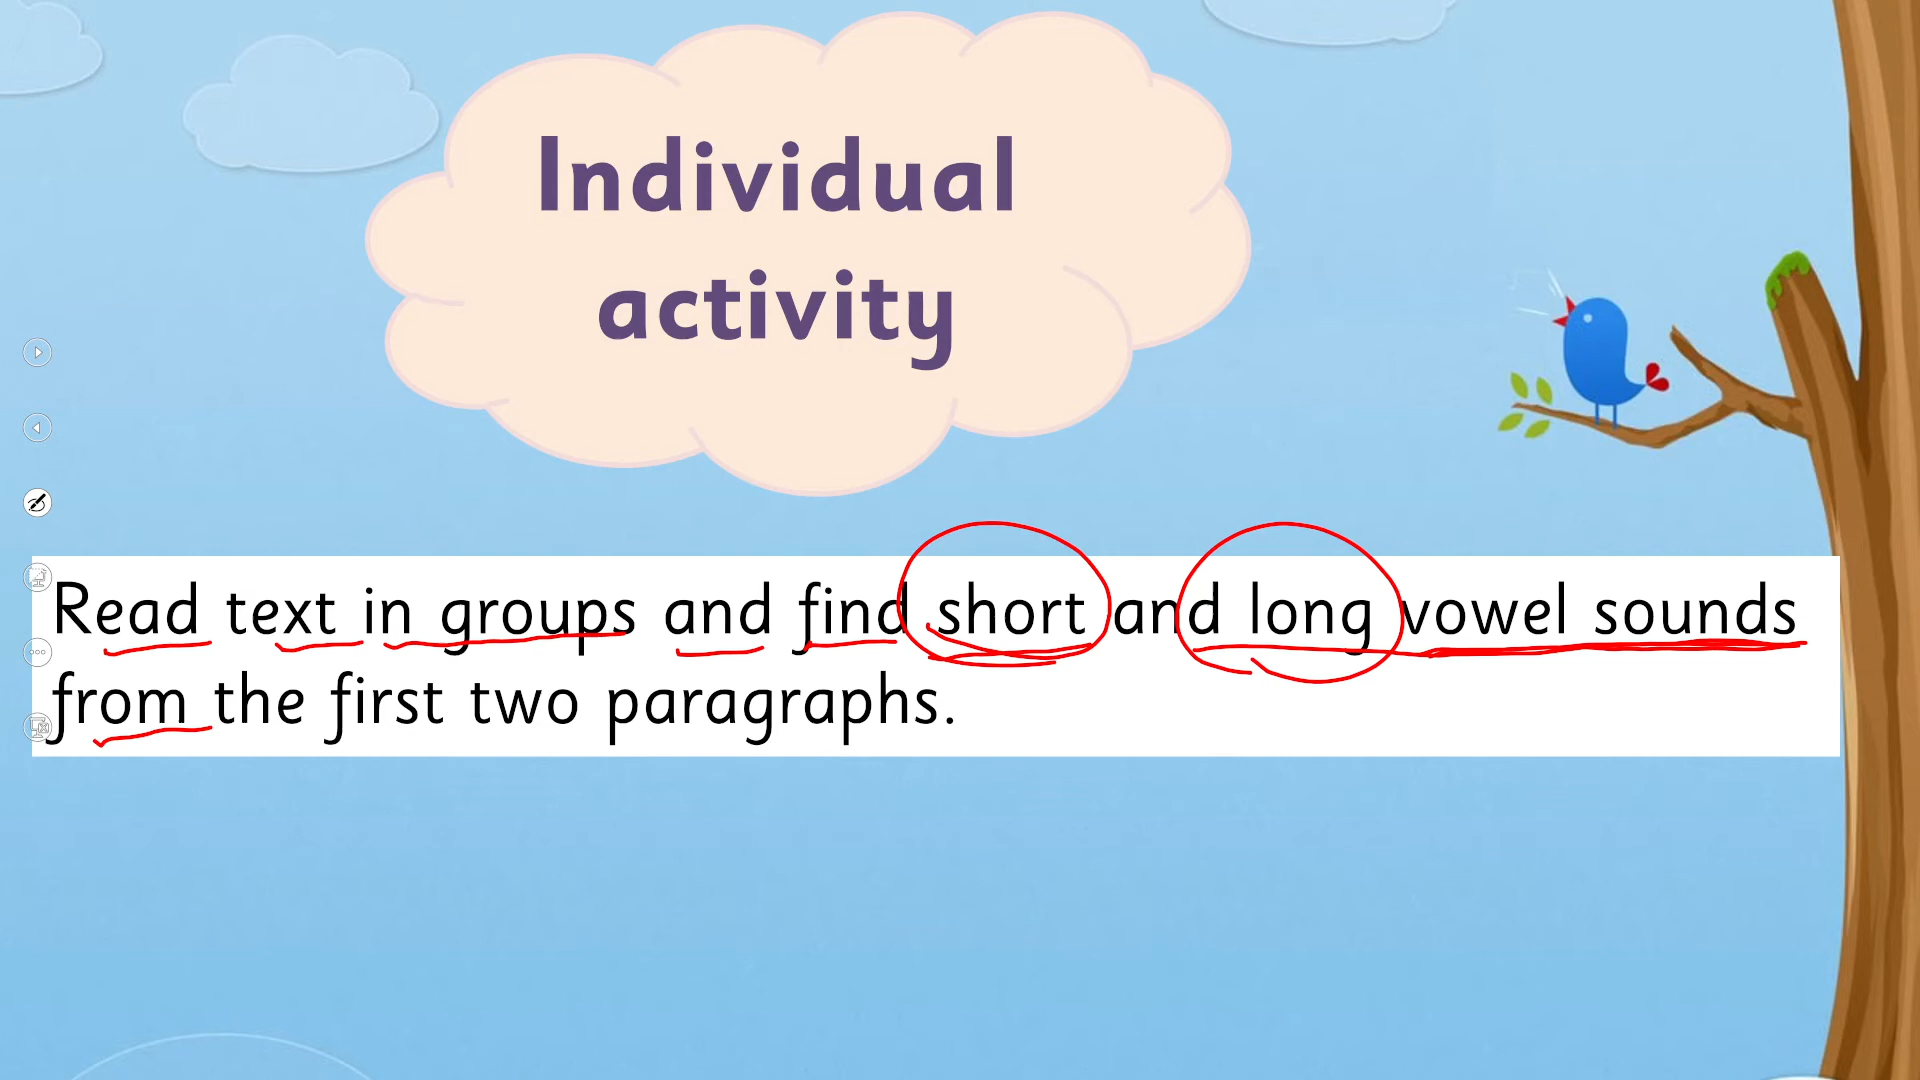 Individual
activity
Read text in groups and find short and long vowel sounds
from the first two paragraphs.